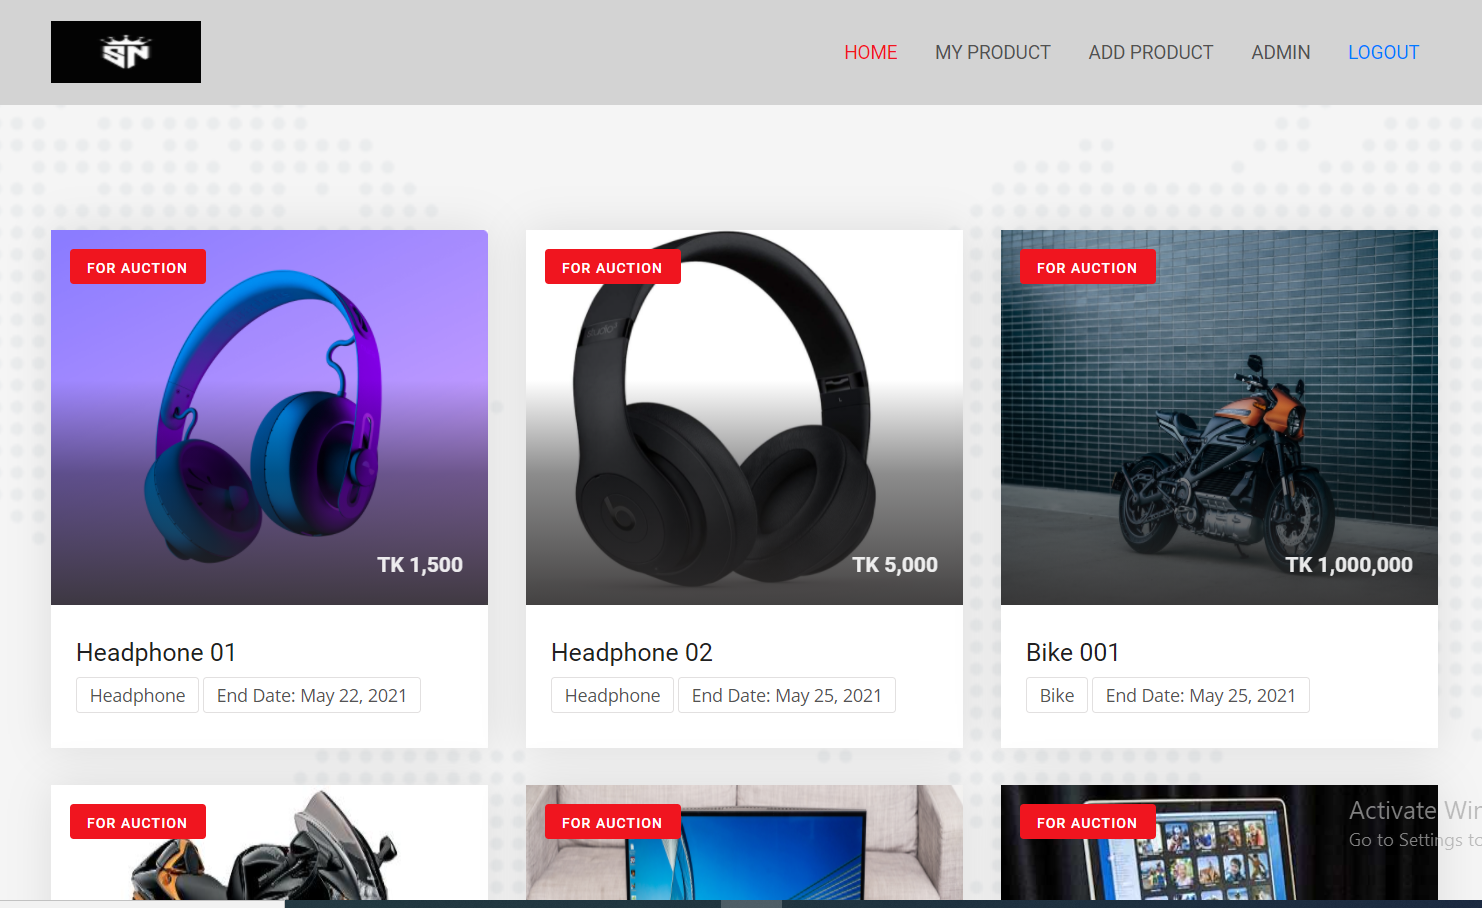 SN
HOME
MY PRODUCT
ADD PRODUCT
ADMIN
LOGOUT
FOR AUCTION
FOR AUCTION
FOR AUCTION
TK 1,500
TK 5,000
TK 1,000,000
Headphone 01
Headphone 02
Bike 001
Headphone
End Date: May 22, 2021
Headphone
End Date: May 25, 2021
Bike
End Date: May 25, 2021
FOR AUCTION
FOR AUCTION
FOR AUCTION
Activate Win
Go to Settings to